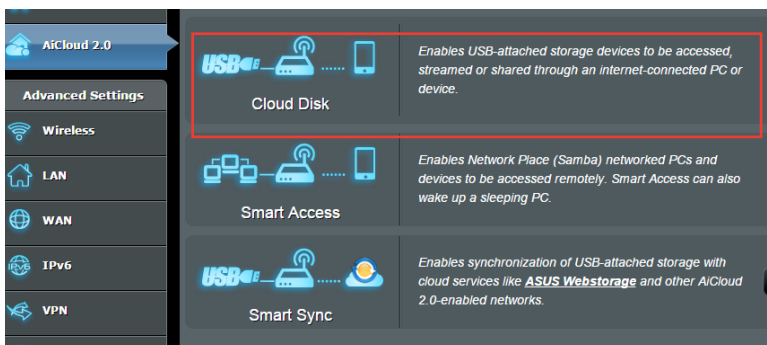 AiCloud 2.0
Advanced Settings
Wireless
LAN
WAN
IPv6
IPv6
VPN
USB
Cloud Disk
Enables USB-attached storage devices to be accessed,
streamed or shared through an internet-connected PC or
device.
Smart Access
Enables Network Place (Samba) networked PCs and
devices to be accessed remotely. Smart Access can also
wake up a sleeping PC.
USB
Smart Sync
Enables synchronization of USB-attached storage with
cloud services like ASUS Webstorage and other AiCloud
2.0-enabled networks.